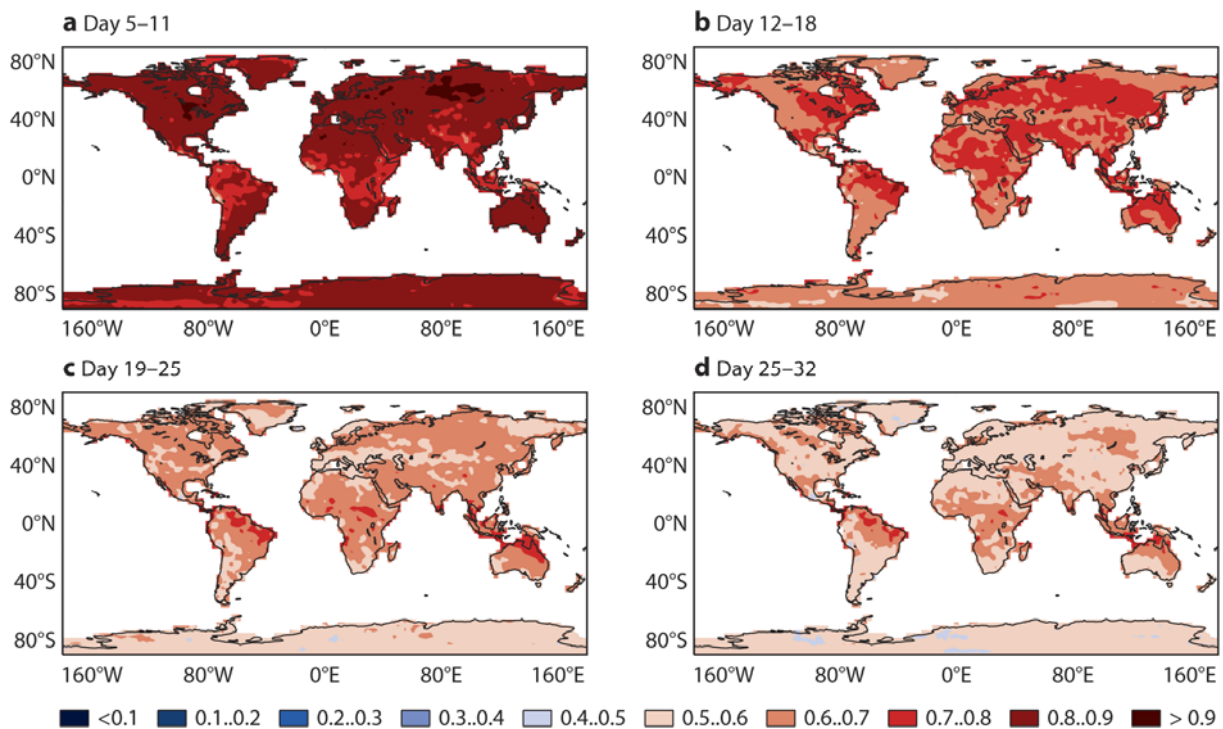 a Day 5–11
b Day 12–18
80°N
40°N
0°N
40°S
80°S
160°W 80°W 0°E 80°E 160°E
80°N
40°N
0°N
40°S
80°S
160°W 80°W 0°E 80°E 160°E
c Day 19–25
d Day 25–32
80°N
40°N
0°N
40°S
80°S
160°W 80°W 0°E 80°E 160°E
80°N
40°N
0°N
40°S
80°S
160°W 80°W 0°E 80°E 160°E
<0.1 0.1..0.2 0.2..0.3 0.3..0.4 0.4..0.5 0.5..0.6 0.6..0.7 0.7..0.8 0.8..0.9 > 0.9